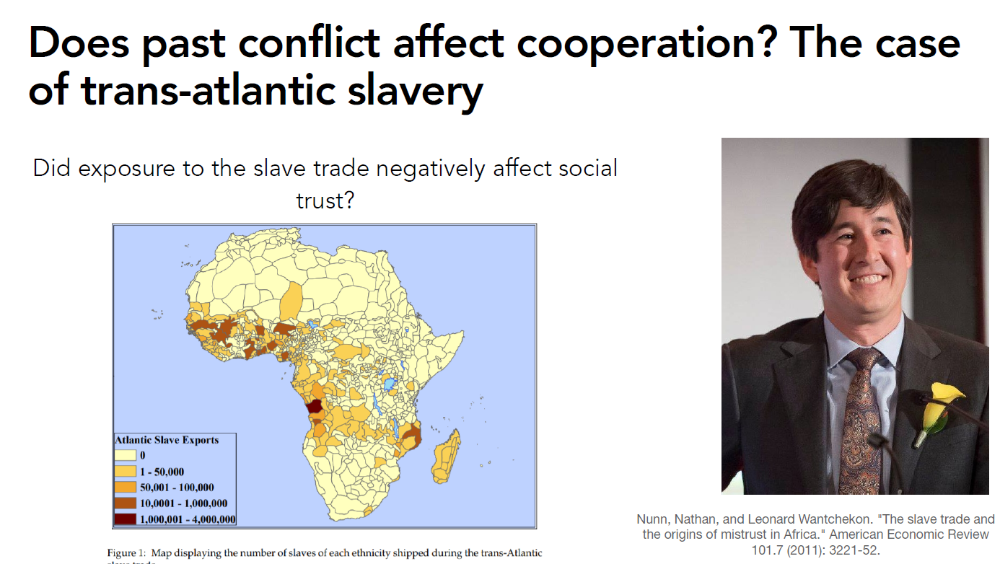 Does past conflict affect cooperation? The case
of trans-atlantic slavery
Did exposure to the slave trade negatively affect social
trust?
Atlantic Slave Exports
0
1 - 50,000
50,001 - 100,000
10,0001 - 1,000,000
1,000,001 - 4,000,000
Figure 1: Map displaying the number of slaves of each ethnicity shipped during the trans-Atlantic
Nunn, Nathan, and Leonard Wantchekon. "The slave trade and
the origins of mistrust in Africa." American Economic Review
101.7 (2011): 3221-52.